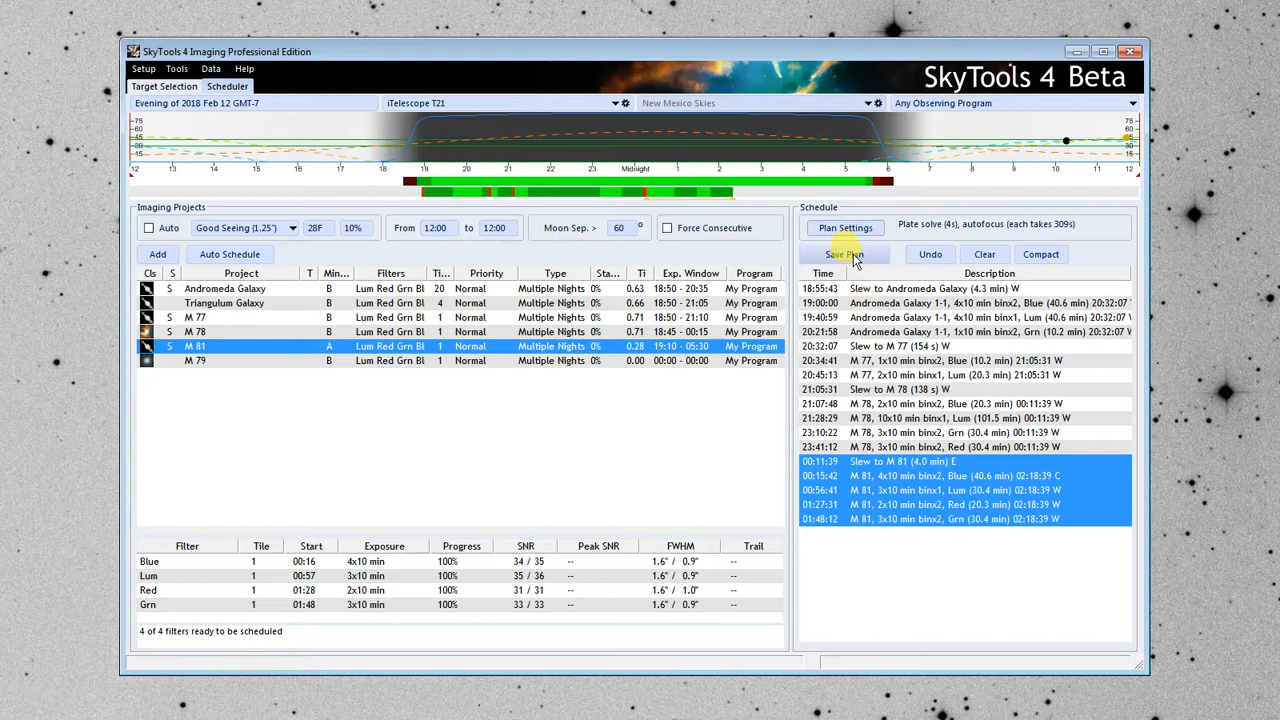 SkyTools 4 Imaging Professional Edition
Setup Tools Data Help
SkyTools 4 Beta
Target Selection Scheduler
Evening of 2018 Feb 12 GMT-7 iTelescope T21 New Mexico Skies Any Observing Program
75 75
60 60
45 45
30 30
15 15
12 13 14 15 16 17 18 19 20 21 22 23 Midnight 1 2 3 4 5 6 7 8 9 10 11 12
Imaging Projects Schedule
Auto Good Seeing (1.25") 28F 10% From 12:00 to 12:00 Moon Sep. > 60 ° Force Consecutive
Plan Settings Plate solve (4s), autofocus (each takes 309s)
Add Auto Schedule Save Plan Undo Clear Compact
Cls S Project T Min... Filters Ti... Priority Type Sta... Ti Exp. Window Program
Andromeda Galaxy B Lum Red Grn Bl 20 Normal Multiple Nights 0% 0.63 18:50 - 20:35 My Program
Triangulum Galaxy B Lum Red Grn Bl 4 Normal Multiple Nights 0% 0.66 18:50 - 21:05 My Program
S M 77 B Lum Red Grn Bl 1 Normal Multiple Nights 0% 0.71 18:50 - 21:05 My Program
S M 78 B Lum Red Grn Bl 1 Normal Multiple Nights 0% 0.71 18:45 - 00:15 My Program
S M 81 A Lum Red Grn Bl 1 Normal Multiple Nights 0% 0.28 19:10 - 05:30 My Program
M 79 B Lum Red Grn Bl 1 Normal Multiple Nights 0% 0.00 00:00 - 00:00 My Program
Time Description
18:55:43 Slew to Andromeda Galaxy (4.3 min) W
19:00:00 Andromeda Galaxy 1-1, 4x10 min binx2, Blue (40.6 min) 20:32:07
19:40:59 Andromeda Galaxy 1-1, 4x10 min binx1, Lum (40.6 min) 20:32:07
20:21:58 Andromeda Galaxy 1-1, 1x10 min binx2, Grn (10.2 min) 20:32:07
20:32:07 Slew to M 77 (154 s) W
20:34:41 M 77, 1x10 min binx2, Blue (10.2 min) 21:05:31 W
20:45:13 M 77, 2x10 min binx1, Lum (20.3 min) 21:05:31 W
21:05:31 Slew to M 78 (138 s) W
21:07:48 M 78, 2x10 min binx2, Blue (20.3 min) 00:11:39 W
21:28:29 M 78, 10x10 min binx1, Lum (101.5 min) 00:11:39 W
23:10:22 M 78, 3x10 min binx2, Grn (30.4 min) 00:11:39 W
23:41:12 M 78, 3x10 min binx2, Red (30.4 min) 00:11:39 W
00:11:39 Slew to M 81 (4.0 min) E
00:15:42 M 81, 4x10 min binx2, Blue (40.6 min) 02:18:39 C
00:56:41 M 81, 3x10 min binx1, Lum (30.4 min) 02:18:39 W
01:27:31 M 81, 2x10 min binx2, Red (20.3 min) 02:18:39 W
01:48:12 M 81, 3x10 min binx2, Grn (30.4 min) 02:18:39 W
Filter Tile Start Exposure Progress SNR Peak SNR FWHM Trail
Blue 1 00:16 4x10 min 100% 34 / 35 -- 1.6" / 0.9" --
Lum 1 00:57 3x10 min 100% 35 / 36 -- 1.6" / 0.9" --
Red 1 01:28 2x10 min 100% 31 / 31 -- 1.6" / 1.0" --
Grn 1 01:48 3x10 min 100% 33 / 33 -- 1.6" / 0.9" --
4 of 4 filters ready to be scheduled